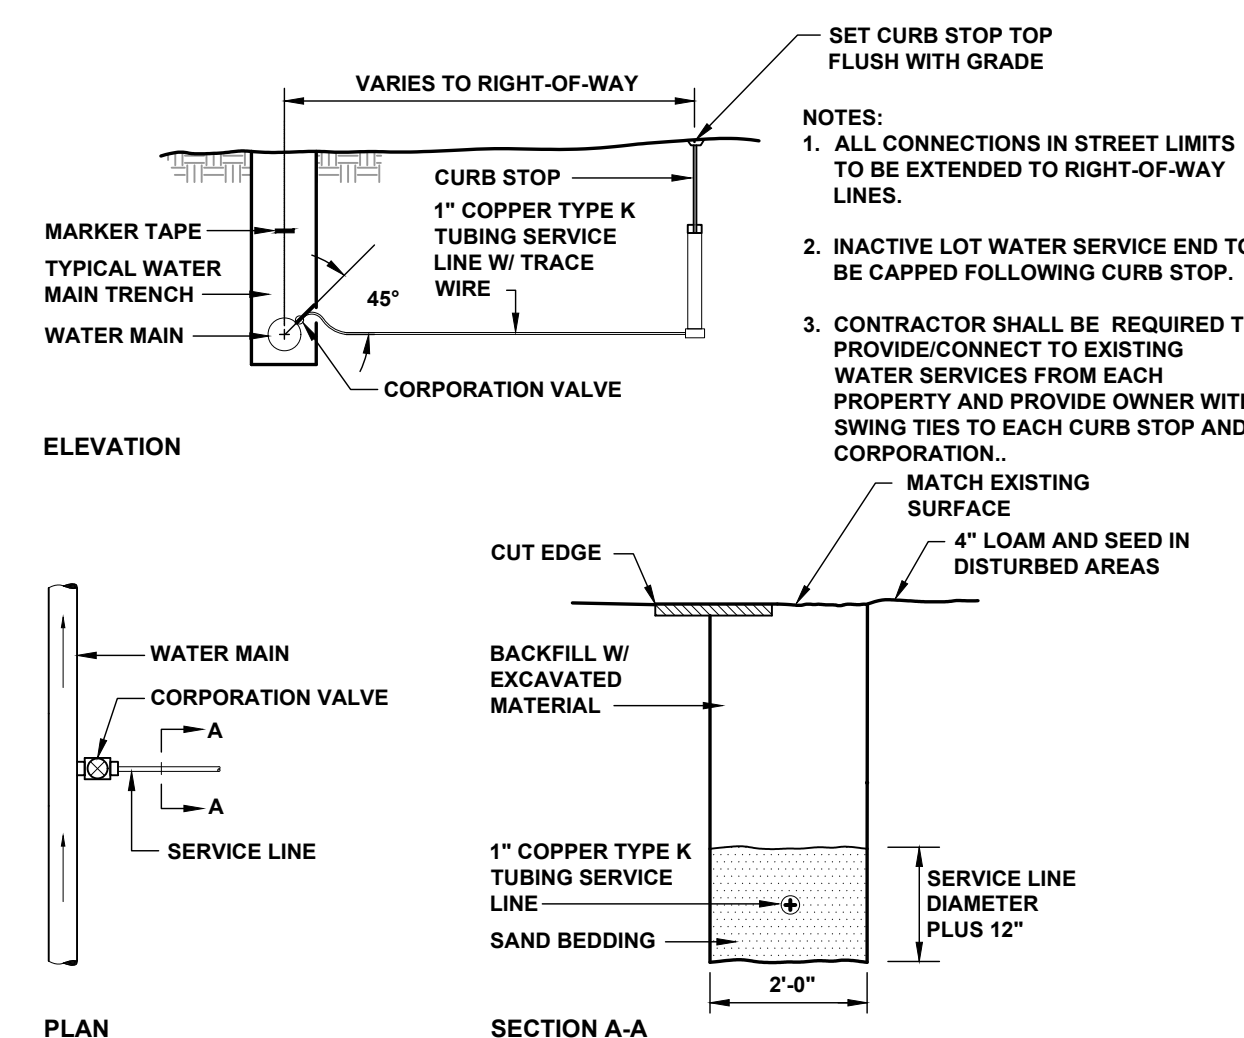 SET CURB STOP TOP
FLUSH WITH GRADE
VARIES TO RIGHT-OF-WAY
NOTES:
1. ALL CONNECTIONS IN STREET LIMITS
TO BE EXTENDED TO RIGHT-OF-WAY
LINES.
2. INACTIVE LOT WATER SERVICE END TO
BE CAPPED FOLLOWING CURB STOP.
3. CONTRACTOR SHALL BE REQUIRED T
PROVIDE/CONNECT TO EXISTING
WATER SERVICES FROM EACH
PROPERTY AND PROVIDE OWNER WITH
SWING TIES TO EACH CURB STOP AND
CORPORATION..
CURB STOP
1" COPPER TYPE K
TUBING SERVICE
LINE W/ TRACE
WIRE
MARKER TAPE
TYPICAL WATER
MAIN TRENCH
WATER MAIN
45°
CORPORATION VALVE
ELEVATION
MATCH EXISTING
SURFACE
CUT EDGE
4" LOAM AND SEED IN
DISTURBED AREAS
WATER MAIN
CORPORATION VALVE
A
A
SERVICE LINE
PLAN
BACKFILL W/
EXCAVATED
MATERIAL
1" COPPER TYPE K
TUBING SERVICE
LINE
SAND BEDDING
SERVICE LINE
DIAMETER
PLUS 12"
2'-0"
SECTION A-A